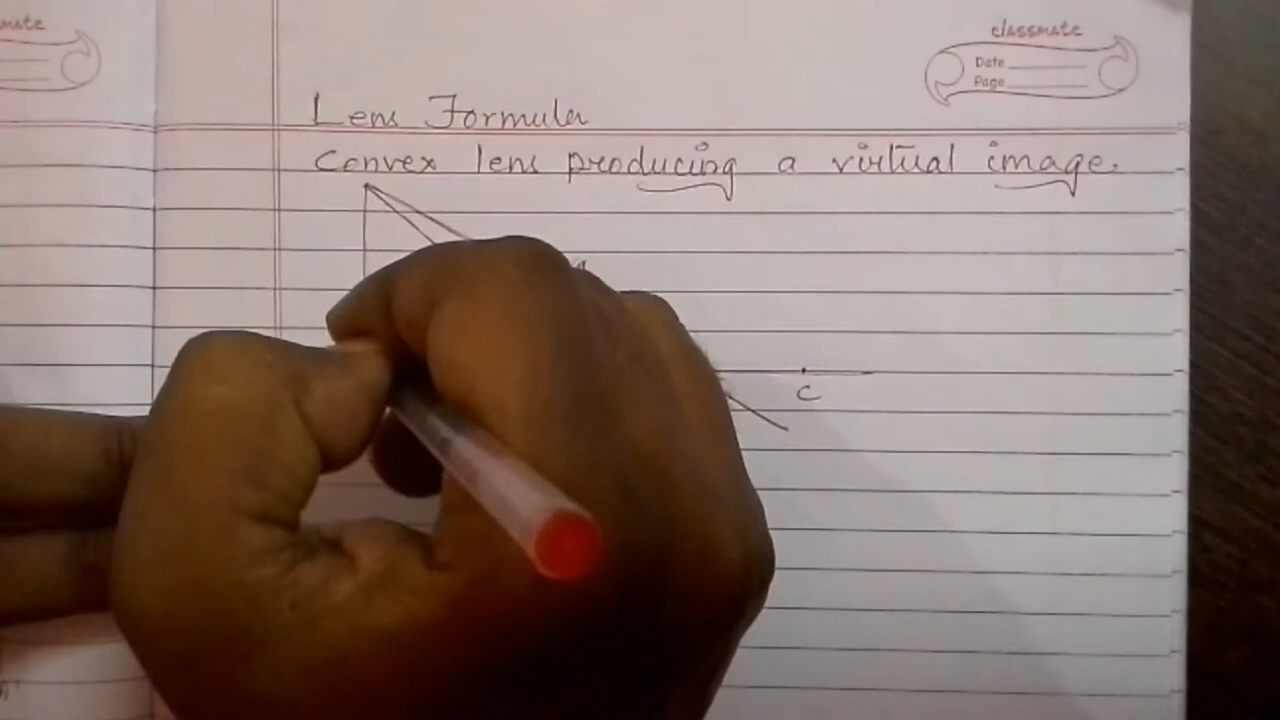 classmate
Date
Page
Lens Formula
Convex lens producing a virtual image.
C